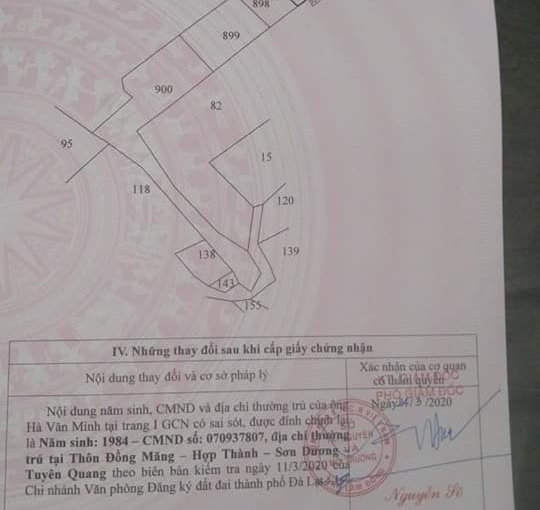 898
899
900
82
95
15
118
120
139
138
143
155
IV. Những thay đổi sau khi cấp giấy chứng nhận
Nội dung thay đổi và cơ sở pháp lý
Xác nhận của cơ quan
có thẩm quyền
Nội dung năm sinh, CMND và địa chỉ thường trú của ông
Hà Văn Minh tại trang 1 GCN có sai sót, được đính chính lại
là Năm sinh: 1984 – CMND số: 070937807, địa chỉ thường
trú tại Thôn Đồng Măng – Hợp Thành – Sơn Dương –
Tuyên Quang theo biên bản kiểm tra ngày 11/3/2020 của
Chi nhánh Văn phòng Đăng ký đất đai thành phố Đà Lạt
GIÁM ĐỐC
PHÓ GIÁM ĐỐC
Ngày /3 /2020
Nguyễn